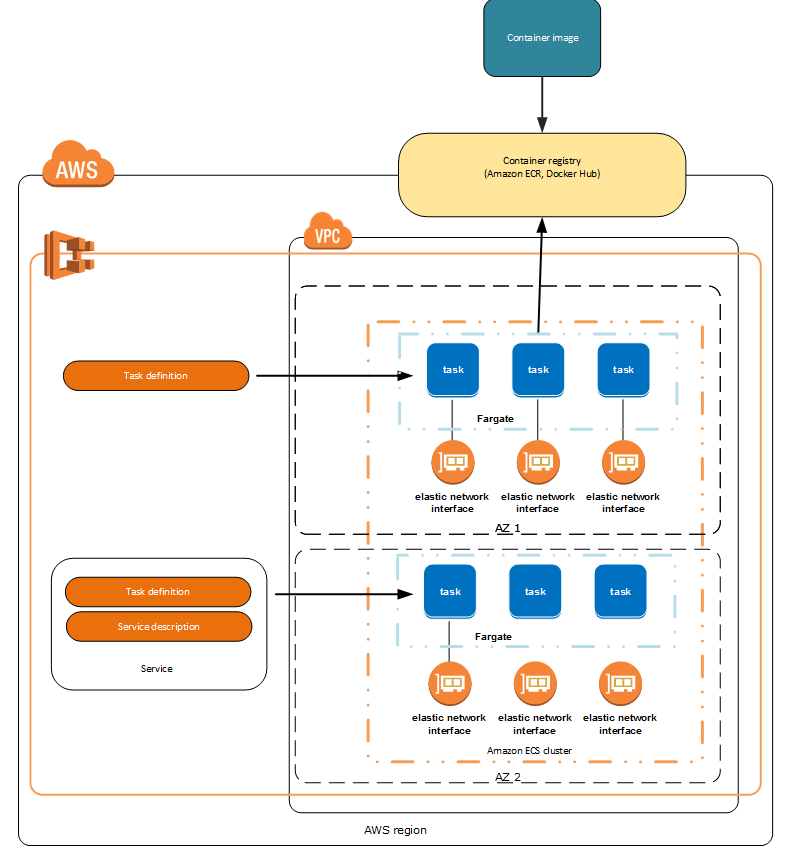 Container image
Container registry
(Amazon ECR, Docker Hub)
AWS
VPC
task
task
task
Task definition
Fargate
elastic network
interface
elastic network
interface
elastic network
interface
AZ 1
task
task
task
Task definition
Service description
Fargate
Service
elastic network
interface
elastic network
interface
elastic network
interface
Amazon ECS cluster
AZ 2
AWS region